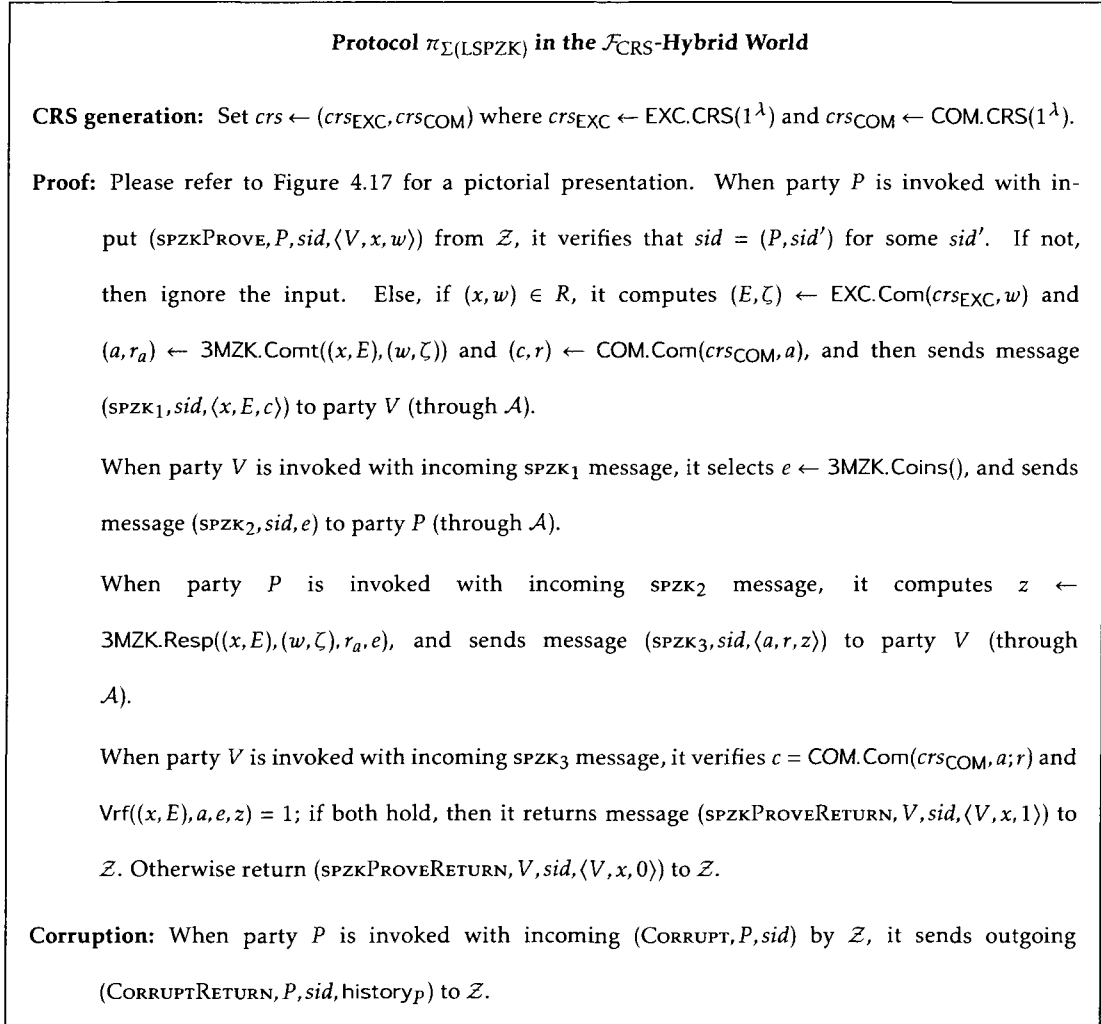 Protocol π_Σ(LSPZK) in the F_CRS-Hybrid World
CRS generation: Set crs ← (crs_EXC, crs_COM) where crs_EXC ← EXC.CRS(1^λ) and crs_COM ← COM.CRS(1^λ).
Proof: Please refer to Figure 4.17 for a pictorial presentation. When party P is invoked with in-
put (SPZKPROVE, P, sid, ⟨V, x, w⟩) from Z, it verifies that sid = (P, sid′) for some sid′. If not,
then ignore the input. Else, if (x, w) ∈ R, it computes (E, ζ) ← EXC.Com(crs_EXC, w) and
(a, r_a) ← 3MZK.Comt((x, E), (w, ζ)) and (c, r) ← COM.Com(crs_COM, a), and then sends message
(SPZK₁, sid, ⟨x, E, c⟩) to party V (through A).
When party V is invoked with incoming SPZK₁ message, it selects e ← 3MZK.Coins(), and sends
message (SPZK₂, sid, e) to party P (through A).
When party P is invoked with incoming SPZK₂ message, it computes z ←
3MZK.Resp((x, E), (w, ζ), r_a, e), and sends message (SPZK₃, sid, ⟨a, r, z⟩) to party V (through
A).
When party V is invoked with incoming SPZK₃ message, it verifies c = COM.Com(crs_COM, a; r) and
Vrf((x, E), a, e, z) = 1; if both hold, then it returns message (SPZKPROVERETURN, V, sid, ⟨V, x, 1⟩) to
Z. Otherwise return (SPZKPROVERETURN, V, sid, ⟨V, x, 0⟩) to Z.
Corruption: When party P is invoked with incoming (CORRUPT, P, sid) by Z, it sends outgoing
(CORRUPTRETURN, P, sid, history_P) to Z.